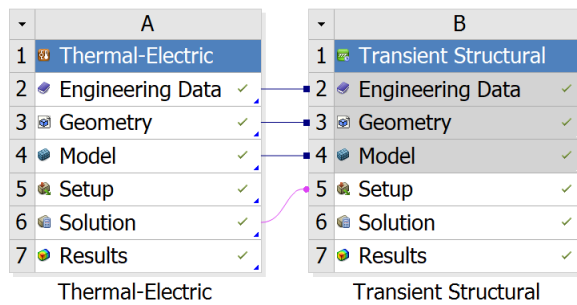 A
1 Thermal-Electric
2 Engineering Data
3 Geometry
4 Model
5 Setup
6 Solution
7 Results
Thermal-Electric
B
1 Transient Structural
2 Engineering Data
3 Geometry
4 Model
5 Setup
6 Solution
7 Results
Transient Structural